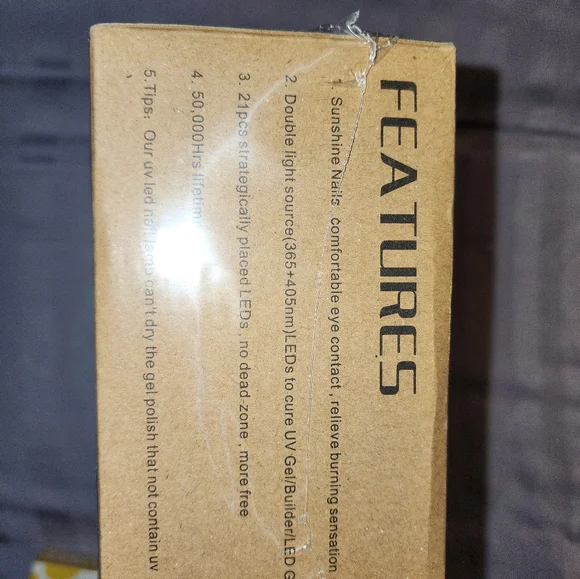 FEATURES
1. Sunshine Nails, comfortable eye contact, relieve burning sensation
2. Double light source(365+405nm)LEDs to cure UV Gel/Builder/LED G
3. 21pcs strategically placed LEDs, no dead-zone, more free
4. 50,000Hrs lifetime
5.Tips: Our uv led can't dry the gel polish that not contain uv